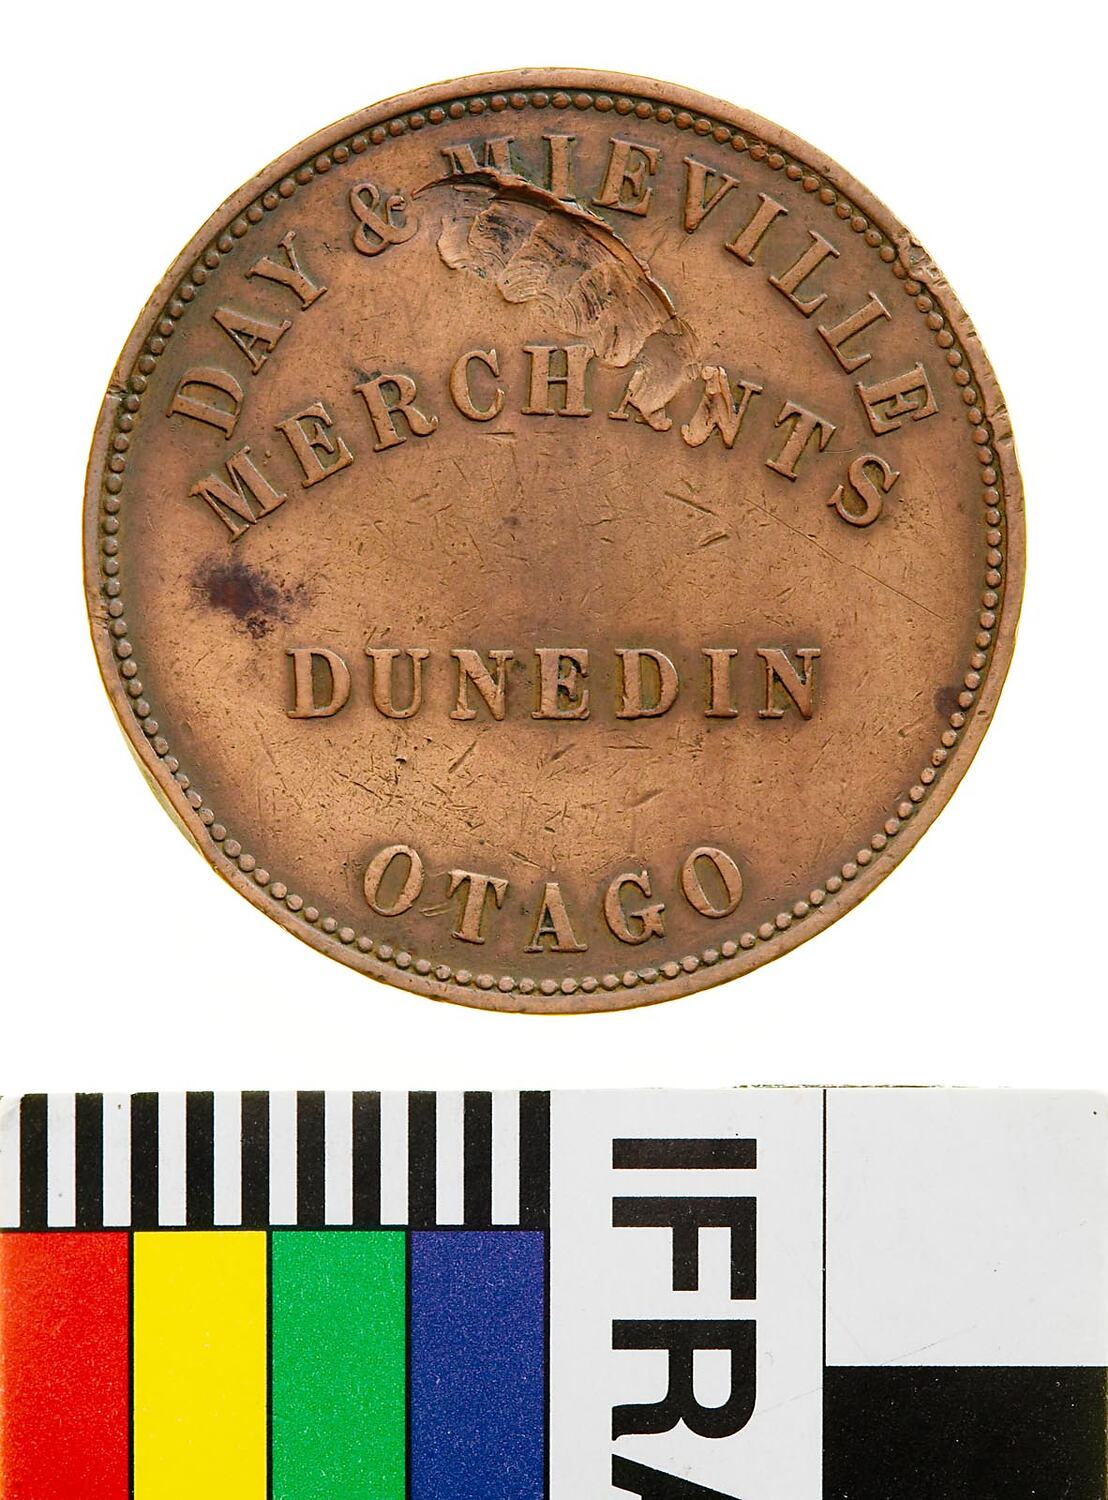 DAY & MIEVILLE
MERCHANTS
DUNEDIN
OTAGO
IFRA